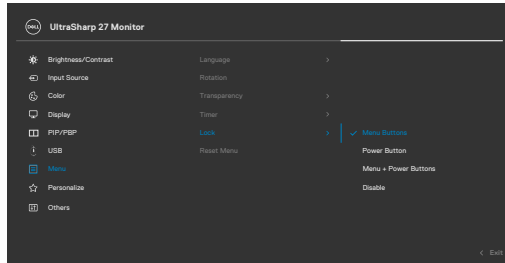 DELL UltraSharp 27 Monitor
Brightness/Contrast Language >
Input Source Rotation
Color Transparency >
Display Timer >
PIP/PBP Lock > ✓ Menu Buttons
USB Reset Menu Power Button
Menu Menu + Power Buttons
Personalize Disable
Others
< Exit